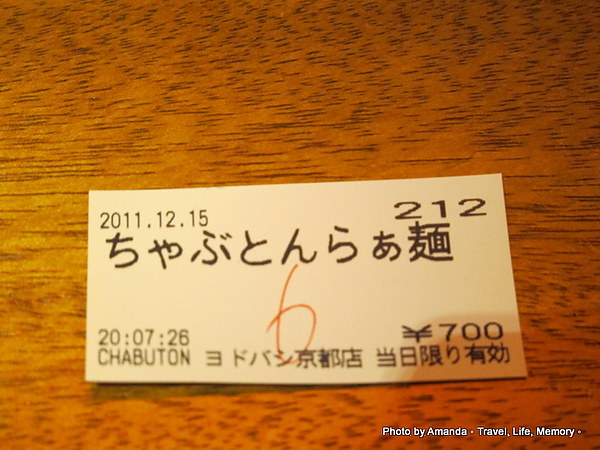 2011.12.15 212
ちゃぶとんらぁ麺
6
20:07:26 ¥700
CHABUTON ヨドバシ京都店 当日限り有効
Photo by Amanda。Travel, Life, Memory。